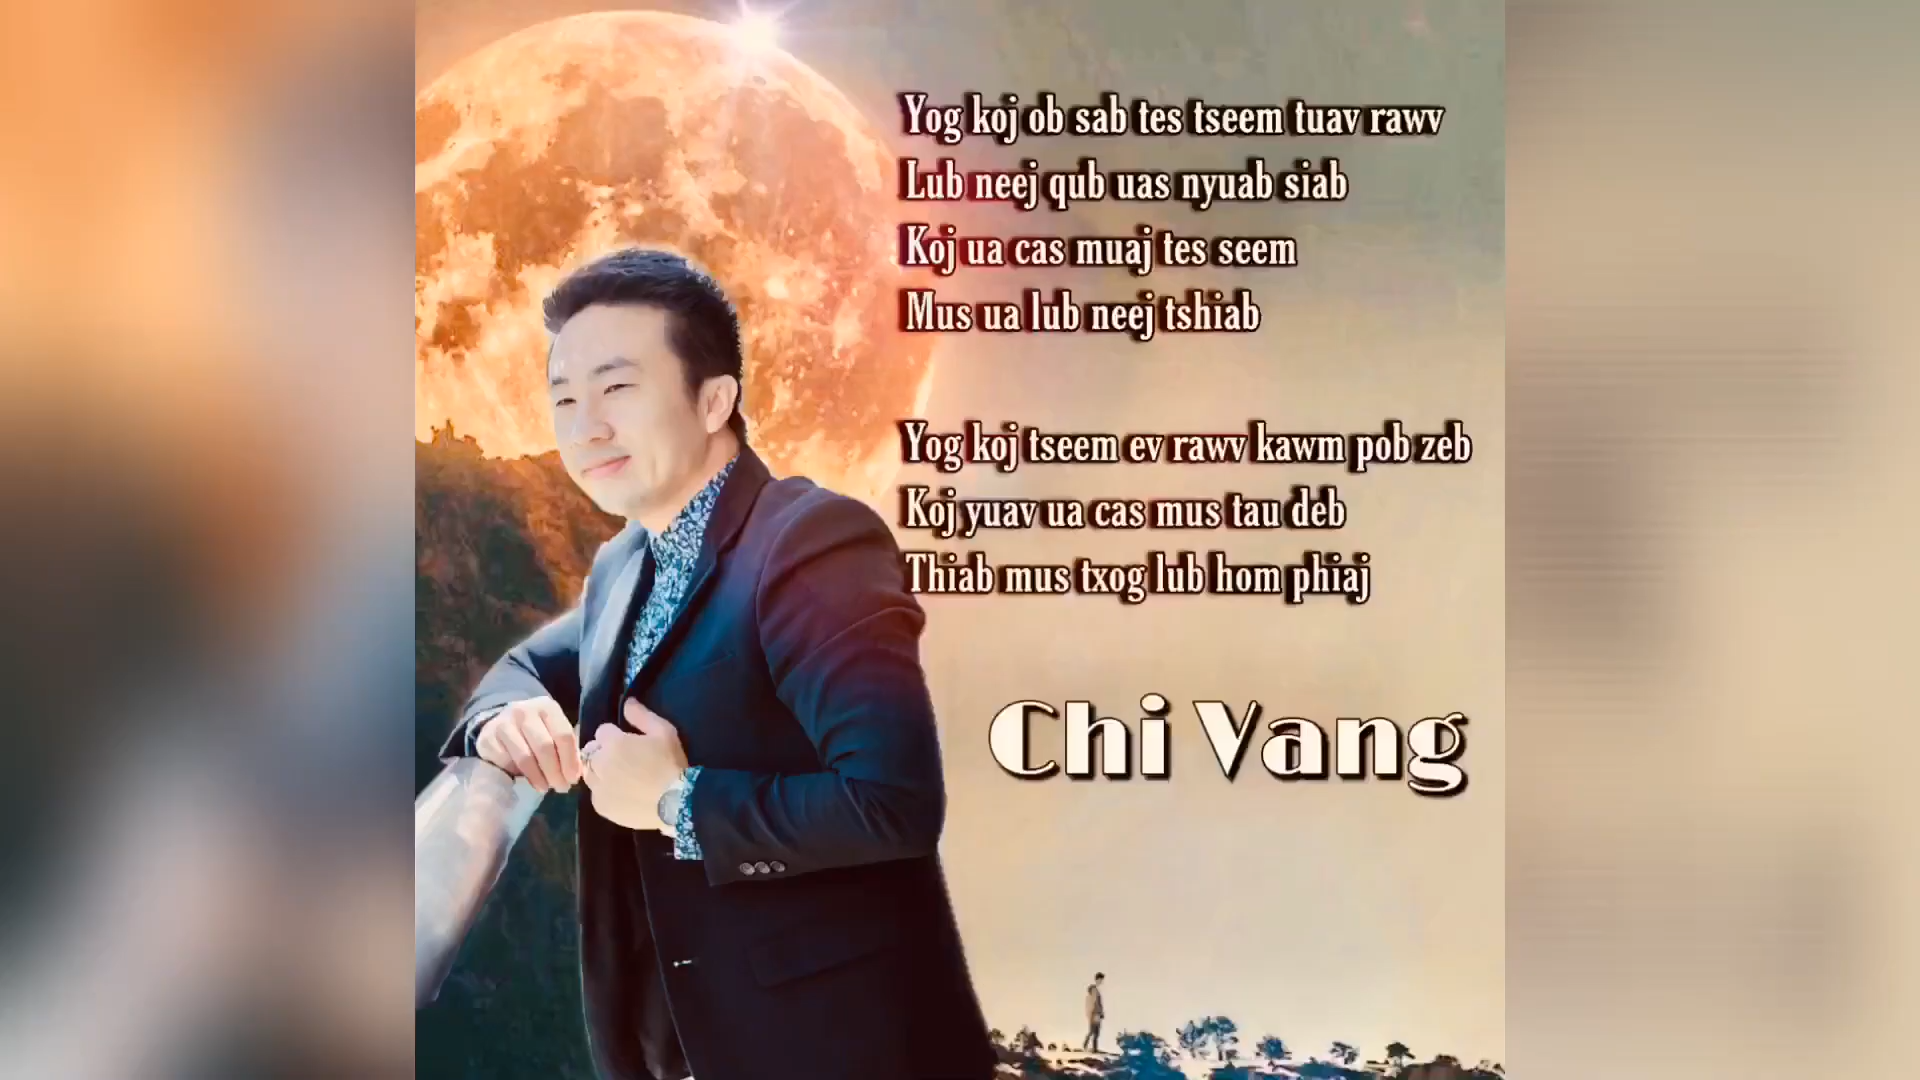 Yog koj ob sab tes tseem tuav rawv
Lub neej qub uas nyuab siab
Koj ua cas muaj tes seem
Mus ua lub neej tshiab
Yog koj tseem ev rawv kawm pob zeb
Koj yuav ua cas mus tau deb
Thiab mus txog lub hom phiaj
Chi Vang